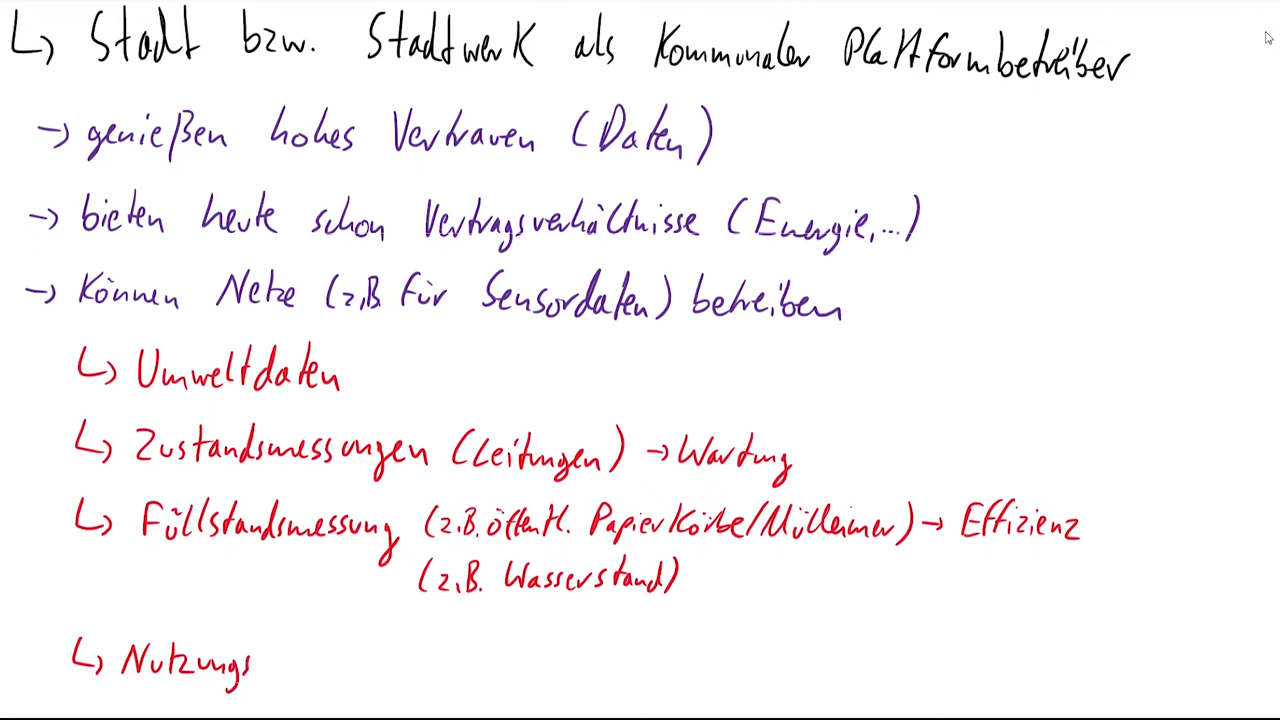 ↳ Stadt bzw. Stadtwerk als kommunaler Plattformbetreiber
→ genießen hohes Vertrauen (Daten)
→ bieten heute schon Vertragsverhältnisse (Energie,...)
→ können Netze (z.B. für Sensordaten) betreiben
↳ Umweltdaten
↳ Zustandsmessungen (Leitungen) → Wartung
↳ Füllstandsmessung (z.B. öffentl. Papierkörbe/Mülleimer) → Effizienz
(z.B. Wasserstand)
↳ Nutzungs